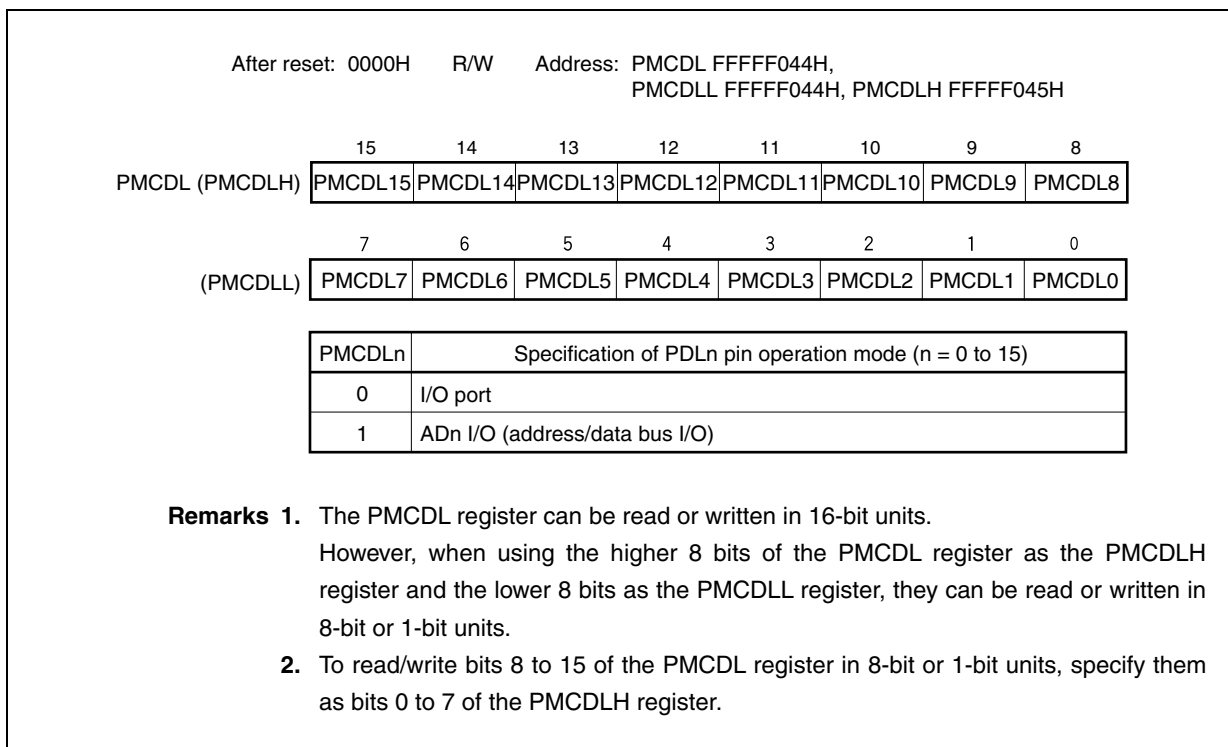 After reset: 0000H R/W Address: PMCDL FFFFF044H,
PMCDLL FFFFF044H, PMCDLH FFFFF045H
15 14 13 12 11 10 9 8
PMCDL (PMCDLH) PMCDL15 PMCDL14 PMCDL13 PMCDL12 PMCDL11 PMCDL10 PMCDL9 PMCDL8
7 6 5 4 3 2 1 0
(PMCDLL) PMCDL7 PMCDL6 PMCDL5 PMCDL4 PMCDL3 PMCDL2 PMCDL1 PMCDL0
PMCDLn Specification of PDLn pin operation mode (n = 0 to 15)
0 I/O port
1 ADn I/O (address/data bus I/O)
Remarks 1. The PMCDL register can be read or written in 16-bit units.
However, when using the higher 8 bits of the PMCDL register as the PMCDLH
register and the lower 8 bits as the PMCDLL register, they can be read or written in
8-bit or 1-bit units.
2. To read/write bits 8 to 15 of the PMCDL register in 8-bit or 1-bit units, specify them
as bits 0 to 7 of the PMCDLH register.